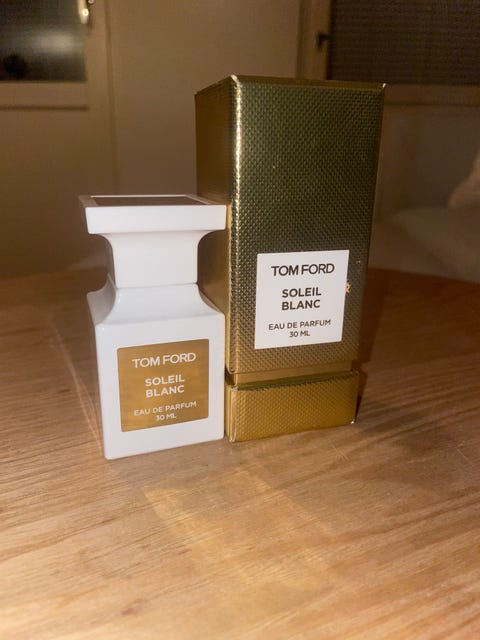 TOM FORD
SOLEIL
BLANC
EAU DE PARFUM
30 ML
TOM FORD
SOLEIL
BLANC
EAU DE PARFUM
30 ML